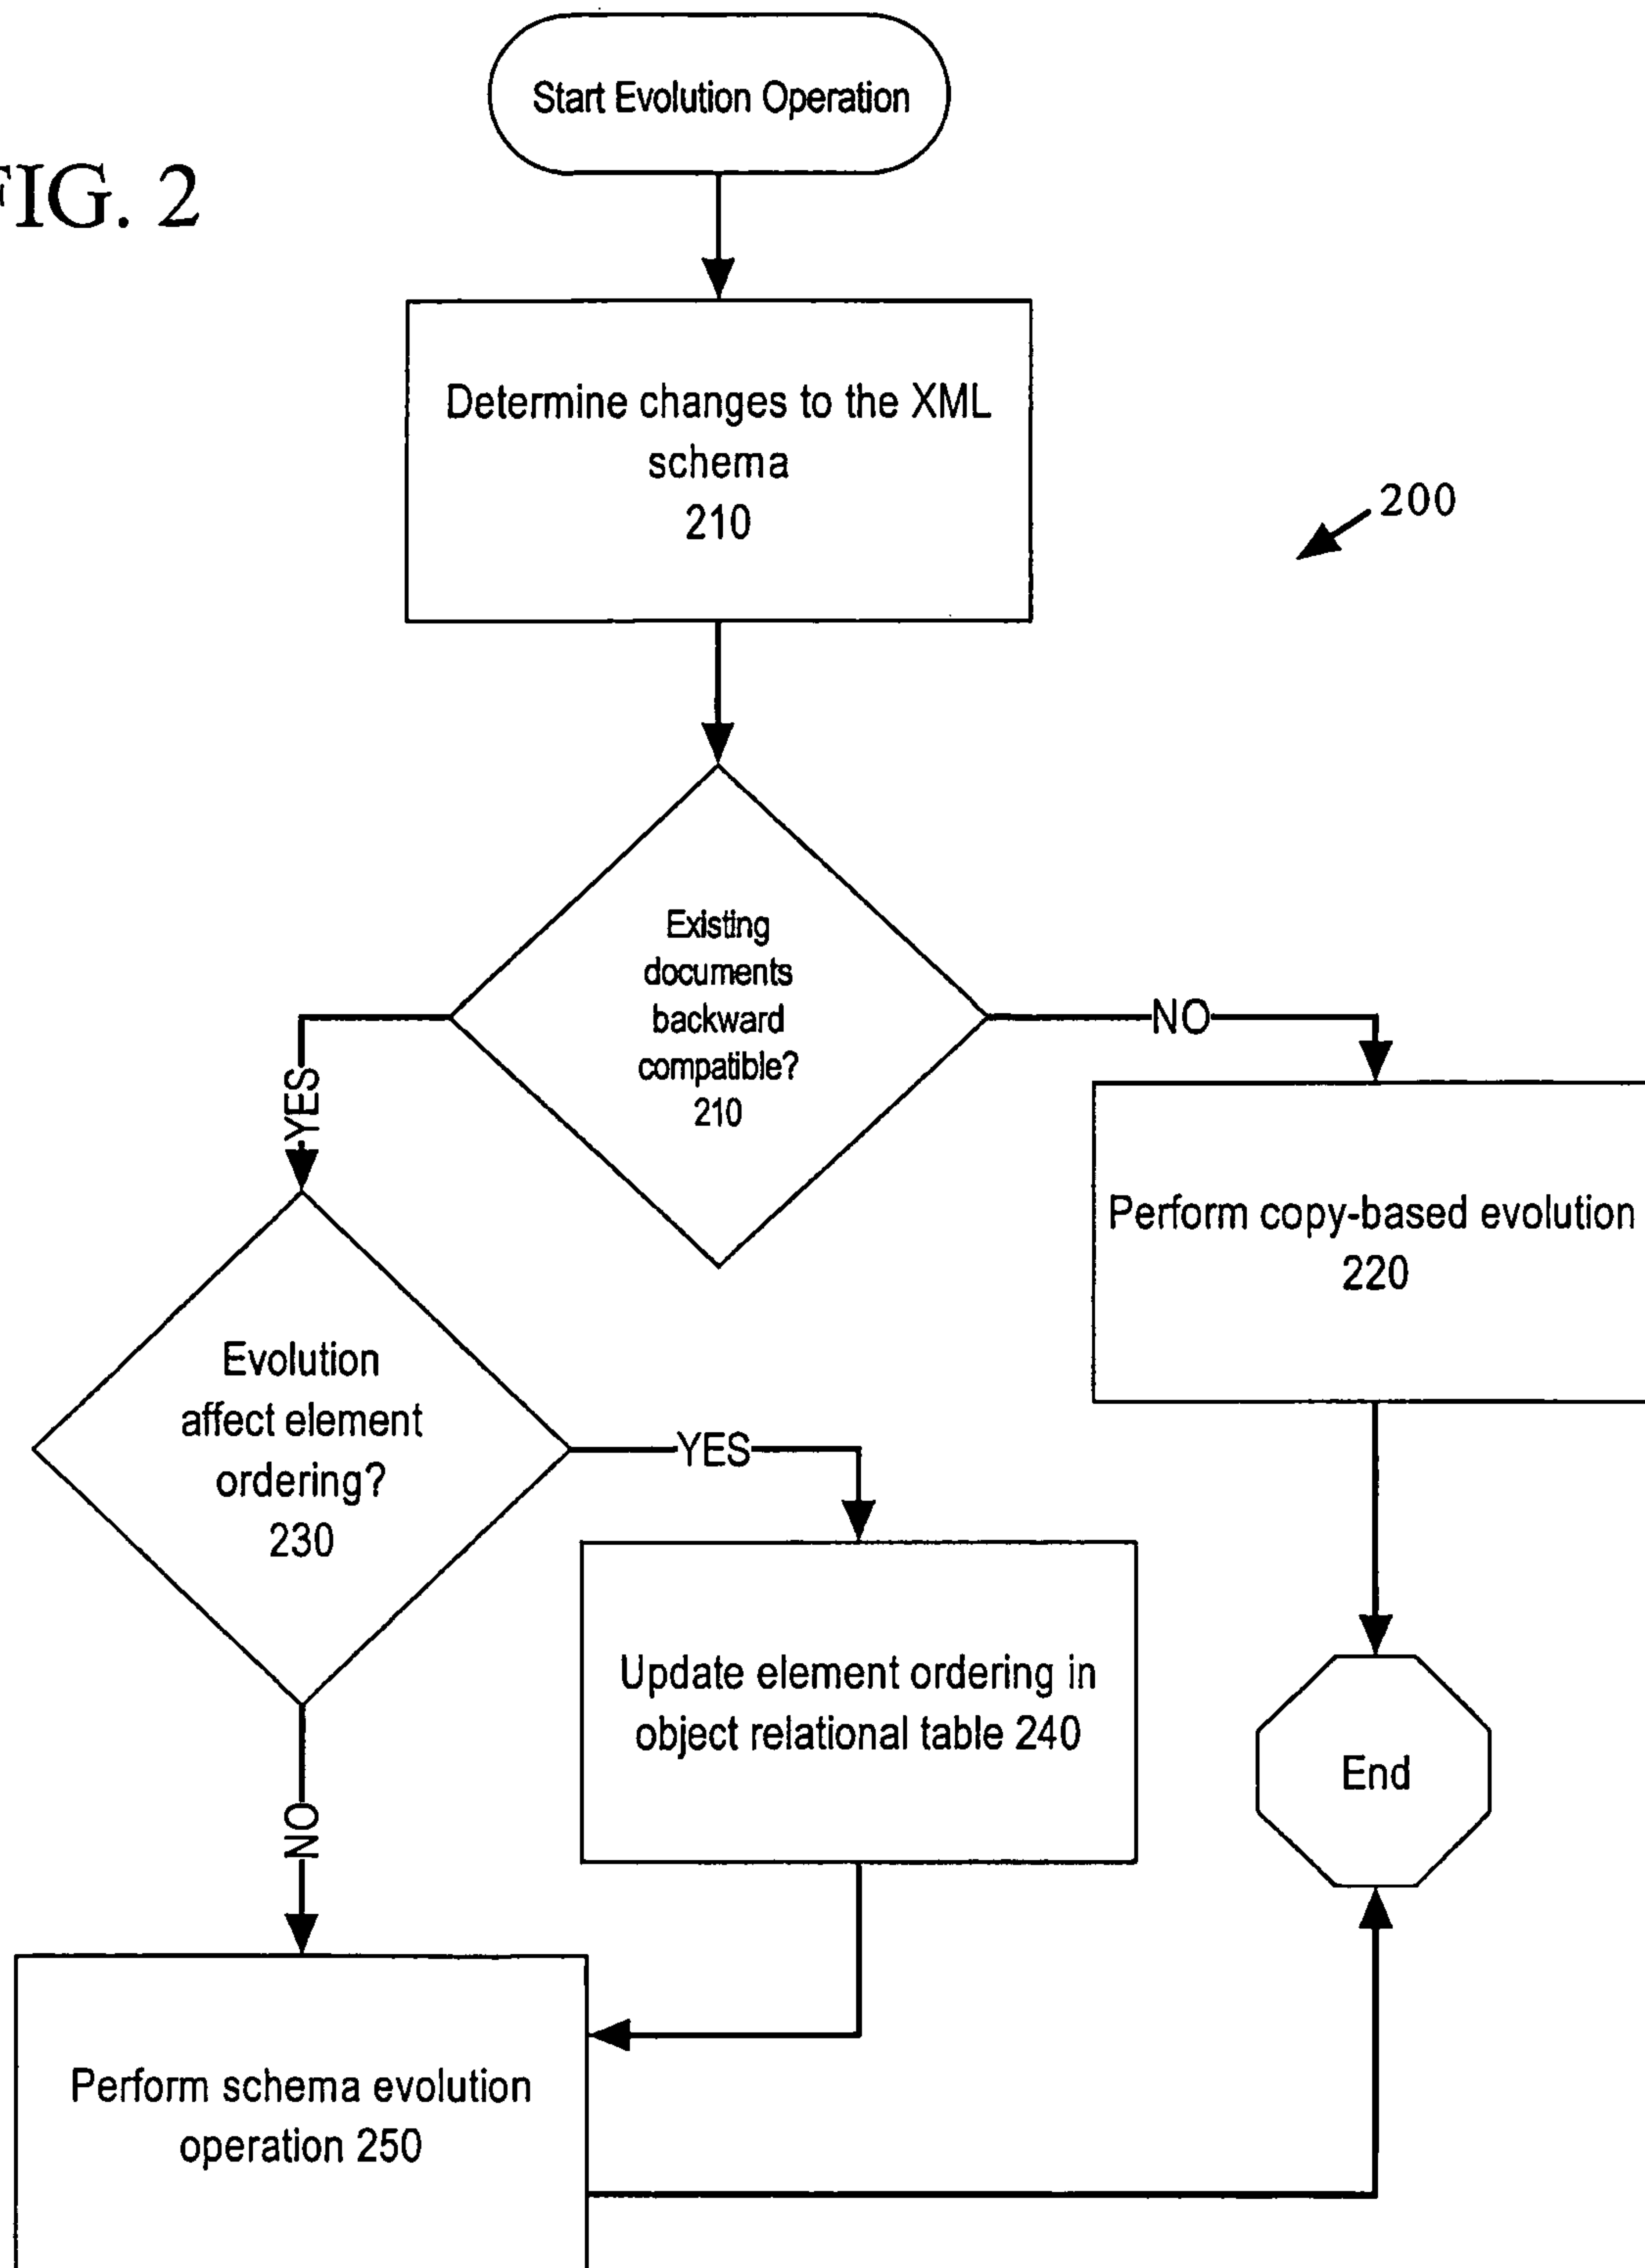 FIG. 2
Start Evolution Operation
Determine changes to the XML
schema
210
200
Existing
documents
backward
compatible?
210
NO
YES
Perform copy-based evolution
220
Evolution
affect element
ordering?
230
YES
Update element ordering in
object relational table 240
End
NO
Perform schema evolution
operation 250